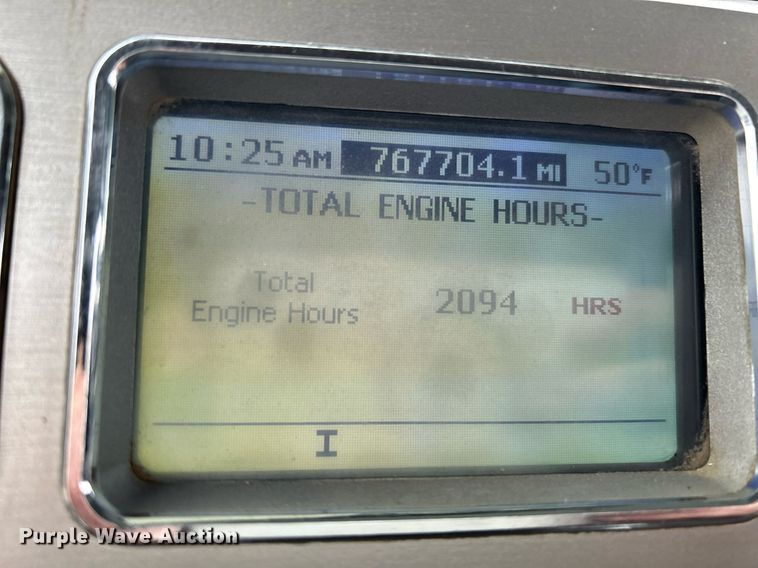 10:25 AM 767704.1 MI 50°F
-TOTAL ENGINE HOURS-
Total
Engine Hours 2094 HRS
I
Purple Wave Auction